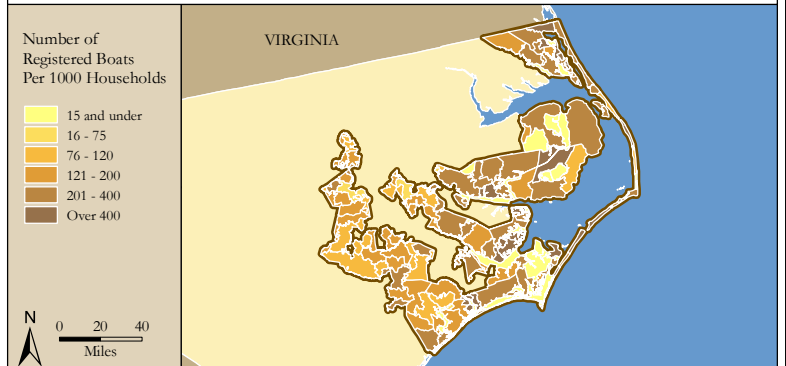 Number of
Registered Boats
Per 1000 Households
15 and under
16 - 75
76 - 120
121 - 200
201 - 400
Over 400
N
0 20 40
Miles
VIRGINIA